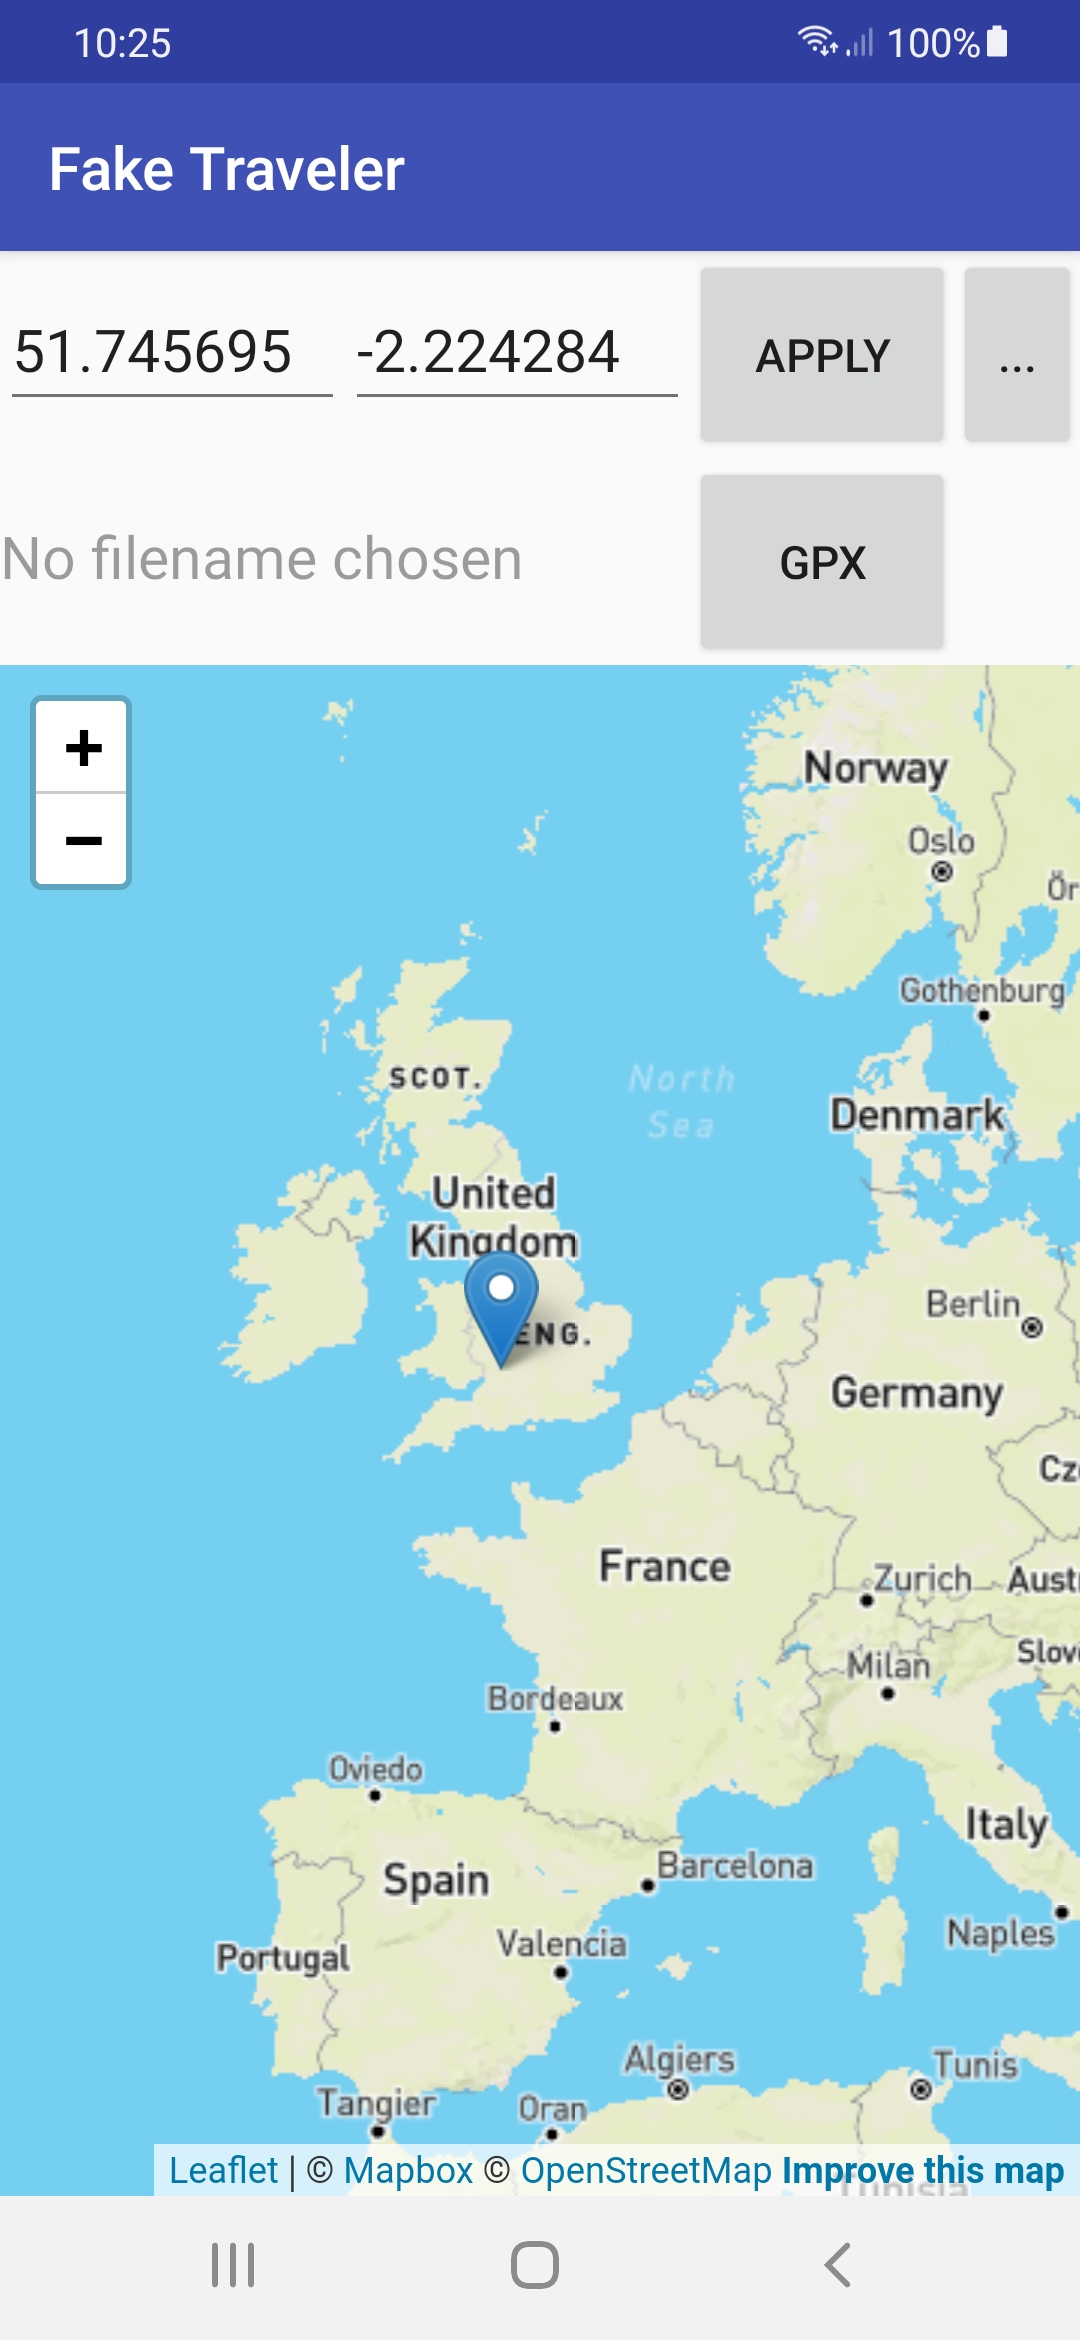 10:25 100%
Fake Traveler
51.745695 -2.224284 APPLY ...
No filename chosen GPX
+
−
Norway
Oslo
Ör
Gothenburg
SCOT.
North
Sea
Denmark
United
Kingdom
Berlin
ENG.
Germany
Cz
France
Zurich Aust
Milan Slov
Bordeaux
Oviedo
Italy
Barcelona
Spain
Naples
Valencia
Portugal
Algiers Tunis
Tangier Oran
Leaflet | © Mapbox © OpenStreetMap Improve this map
Tunisia